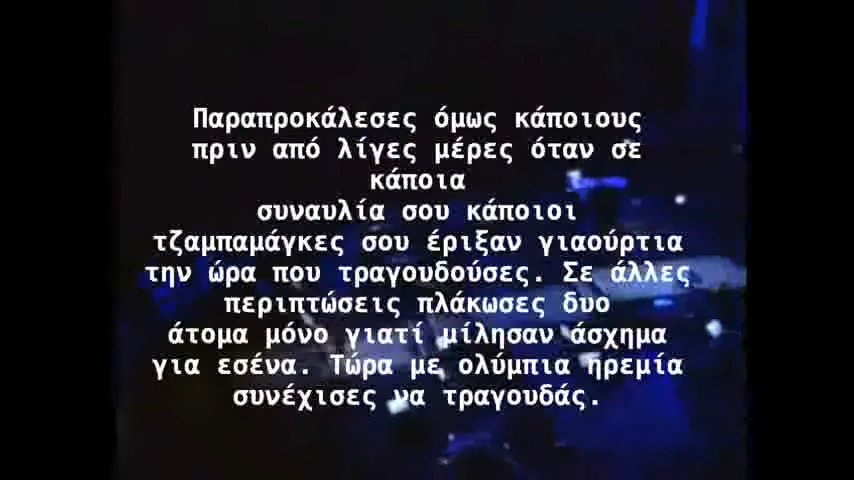 Παραπροκάλεσες όμως κάποιους
πριν από λίγες μέρες όταν σε
κάποια
συναυλία σου κάποιοι
τζαμπαμάγκες σου έριξαν γιαούρτια
την ώρα που τραγουδούσες. Σε άλλες
περιπτώσεις πλάκωσες δυο
άτομα μόνο γιατί μίλησαν άσχημα
για εσένα. Τώρα με ολύμπια ηρεμία
συνέχισες να τραγουδάς.